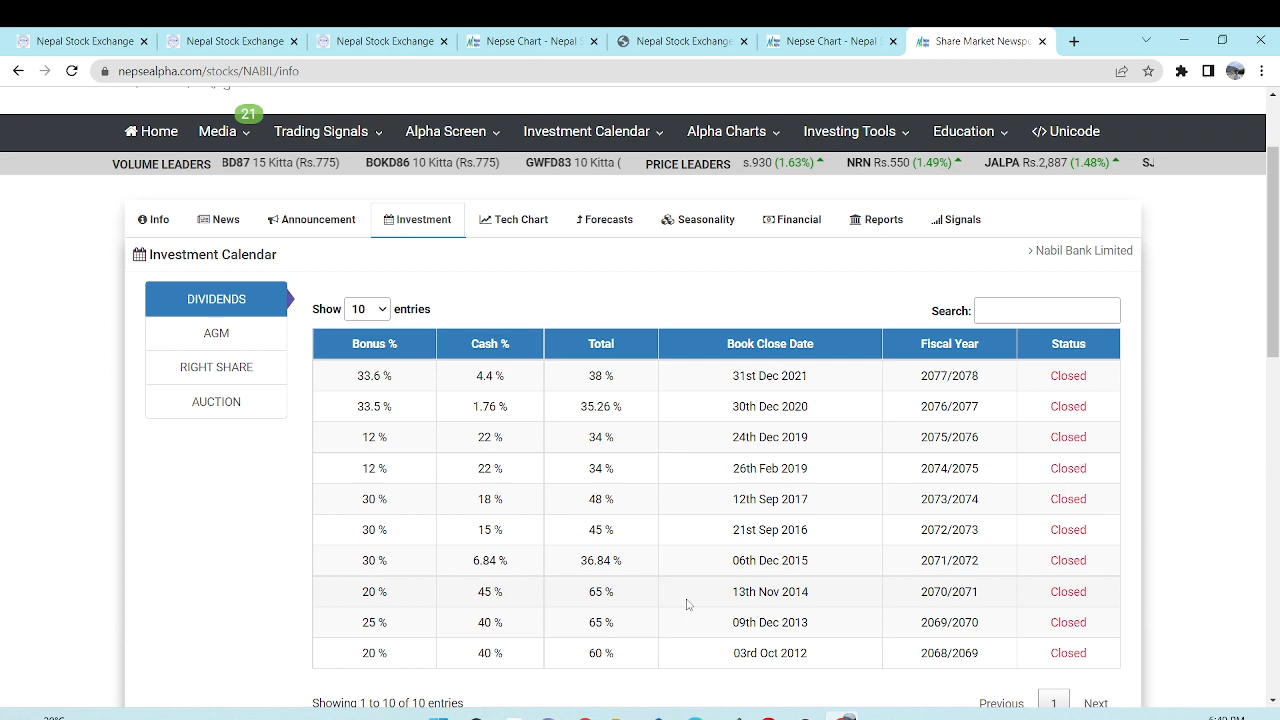 Nepal Stock Exchange Nepal Stock Exchange Nepal Stock Exchange Nepse Chart - Nepal S Nepal Stock Exchange Nepse Chart - Nepal Share Market Newspo
nepsealpha.com/stocks/NABIL/info
21
Home Media Trading Signals Alpha Screen Investment Calendar Alpha Charts Investing Tools Education </> Unicode
VOLUME LEADERS BD87 15 Kitta (Rs.775) BOKD86 10 Kitta (Rs.775) GWFD83 10 Kitta ( PRICE LEADERS s.930 (1.63%) NRN Rs.550 (1.49%) JALPA Rs.2,887 (1.48%)
Info News Announcement Investment Tech Chart Forecasts Seasonality Financial Reports Signals
Investment Calendar > Nabil Bank Limited
DIVIDENDS
AGM
RIGHT SHARE
AUCTION
Show 10 entries Search:
Bonus % Cash % Total Book Close Date Fiscal Year Status
33.6 % 4.4 % 38 % 31st Dec 2021 2077/2078 Closed
33.5 % 1.76 % 35.26 % 30th Dec 2020 2076/2077 Closed
12 % 22 % 34 % 24th Dec 2019 2075/2076 Closed
12 % 22 % 34 % 26th Feb 2019 2074/2075 Closed
30 % 18 % 48 % 12th Sep 2017 2073/2074 Closed
30 % 15 % 45 % 21st Sep 2016 2072/2073 Closed
30 % 6.84 % 36.84 % 06th Dec 2015 2071/2072 Closed
20 % 45 % 65 % 13th Nov 2014 2070/2071 Closed
25 % 40 % 65 % 09th Dec 2013 2069/2070 Closed
20 % 40 % 60 % 03rd Oct 2012 2068/2069 Closed
Showing 1 to 10 of 10 entries Previous 1 Next